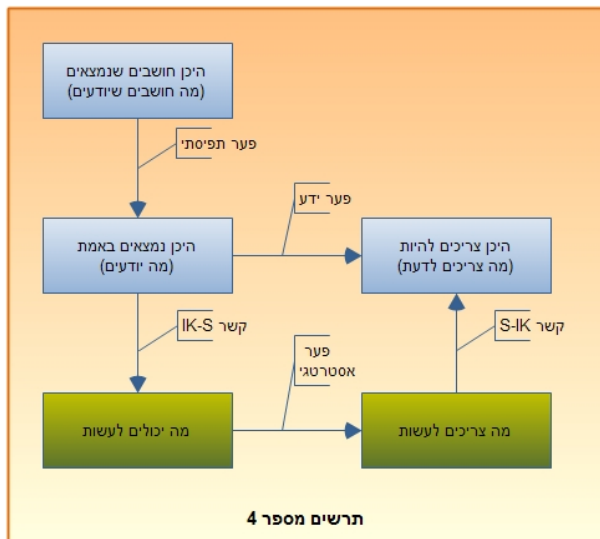 היכן חושבים שנמצאים
(מה חושבים שיודעים)
פער תפיסתי
פער ידע
היכן נמצאים באמת
(מה יודעים)
היכן צריכים להיות
(מה צריכים לדעת)
קשר IK-S
קשר S-IK
פער
אסטרטגי
מה יכולים לעשות
מה צריכים לעשות
תרשים מספר 4